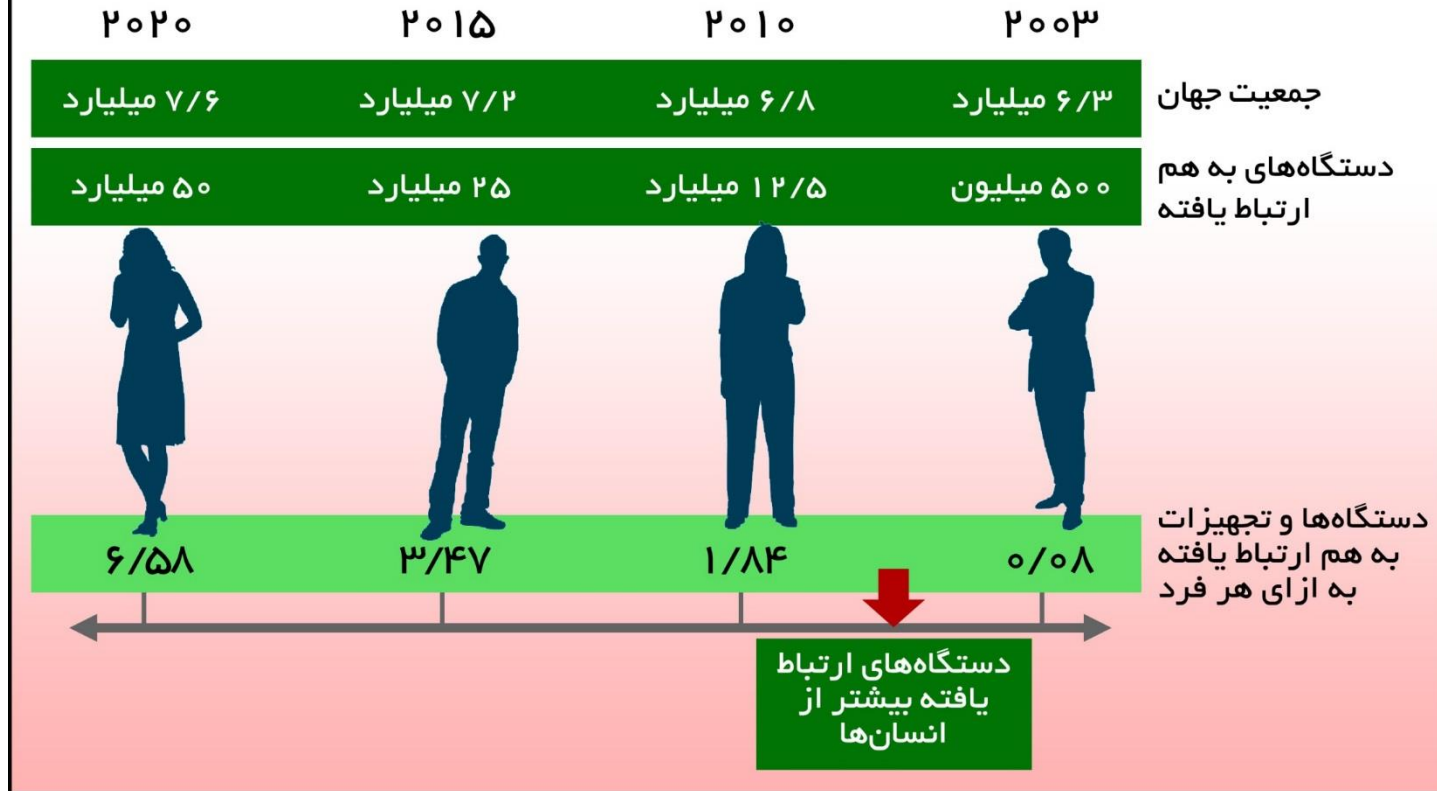 ۲۰۰۳ ۲۰۱۰ ۲۰۱۵ ۲۰۲۰
جمعیت جهان ۶/۳ میلیارد ۶/۸ میلیارد ۷/۲ میلیارد ۷/۶ میلیارد
دستگاه‌های به هم
ارتباط یافته
۵۰۰ میلیون ۱۲/۵ میلیارد ۲۵ میلیارد ۵۰ میلیارد
دستگاه‌ها و تجهیزات
به هم ارتباط یافته
به ازای هر فرد
۰/۰۸ ۱/۸۴ ۳/۴۷ ۶/۵۸
دستگاه‌های ارتباط
یافته بیشتر از
انسان‌ها